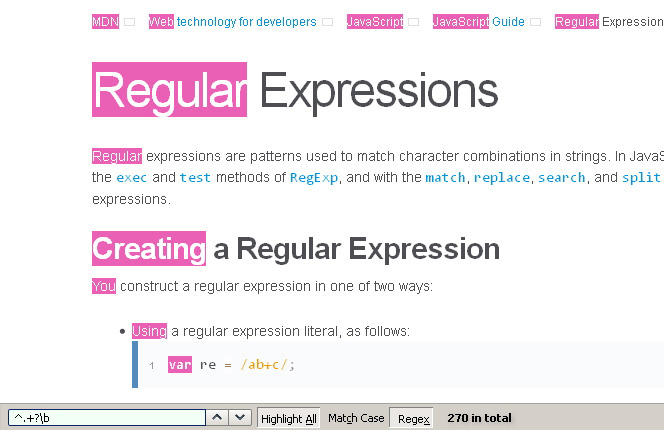 MDN Web technology for developers JavaScript JavaScript Guide Regular Expression
Regular Expressions
Regular expressions are patterns used to match character combinations in strings. In JavaS
the exec and test methods of RegExp, and with the match, replace, search, and split
expressions.
Creating a Regular Expression
You construct a regular expression in one of two ways:
• Using a regular expression literal, as follows:
1 var re = /ab+c/;
^.+?\b Highlight All Match Case Regex 270 in total